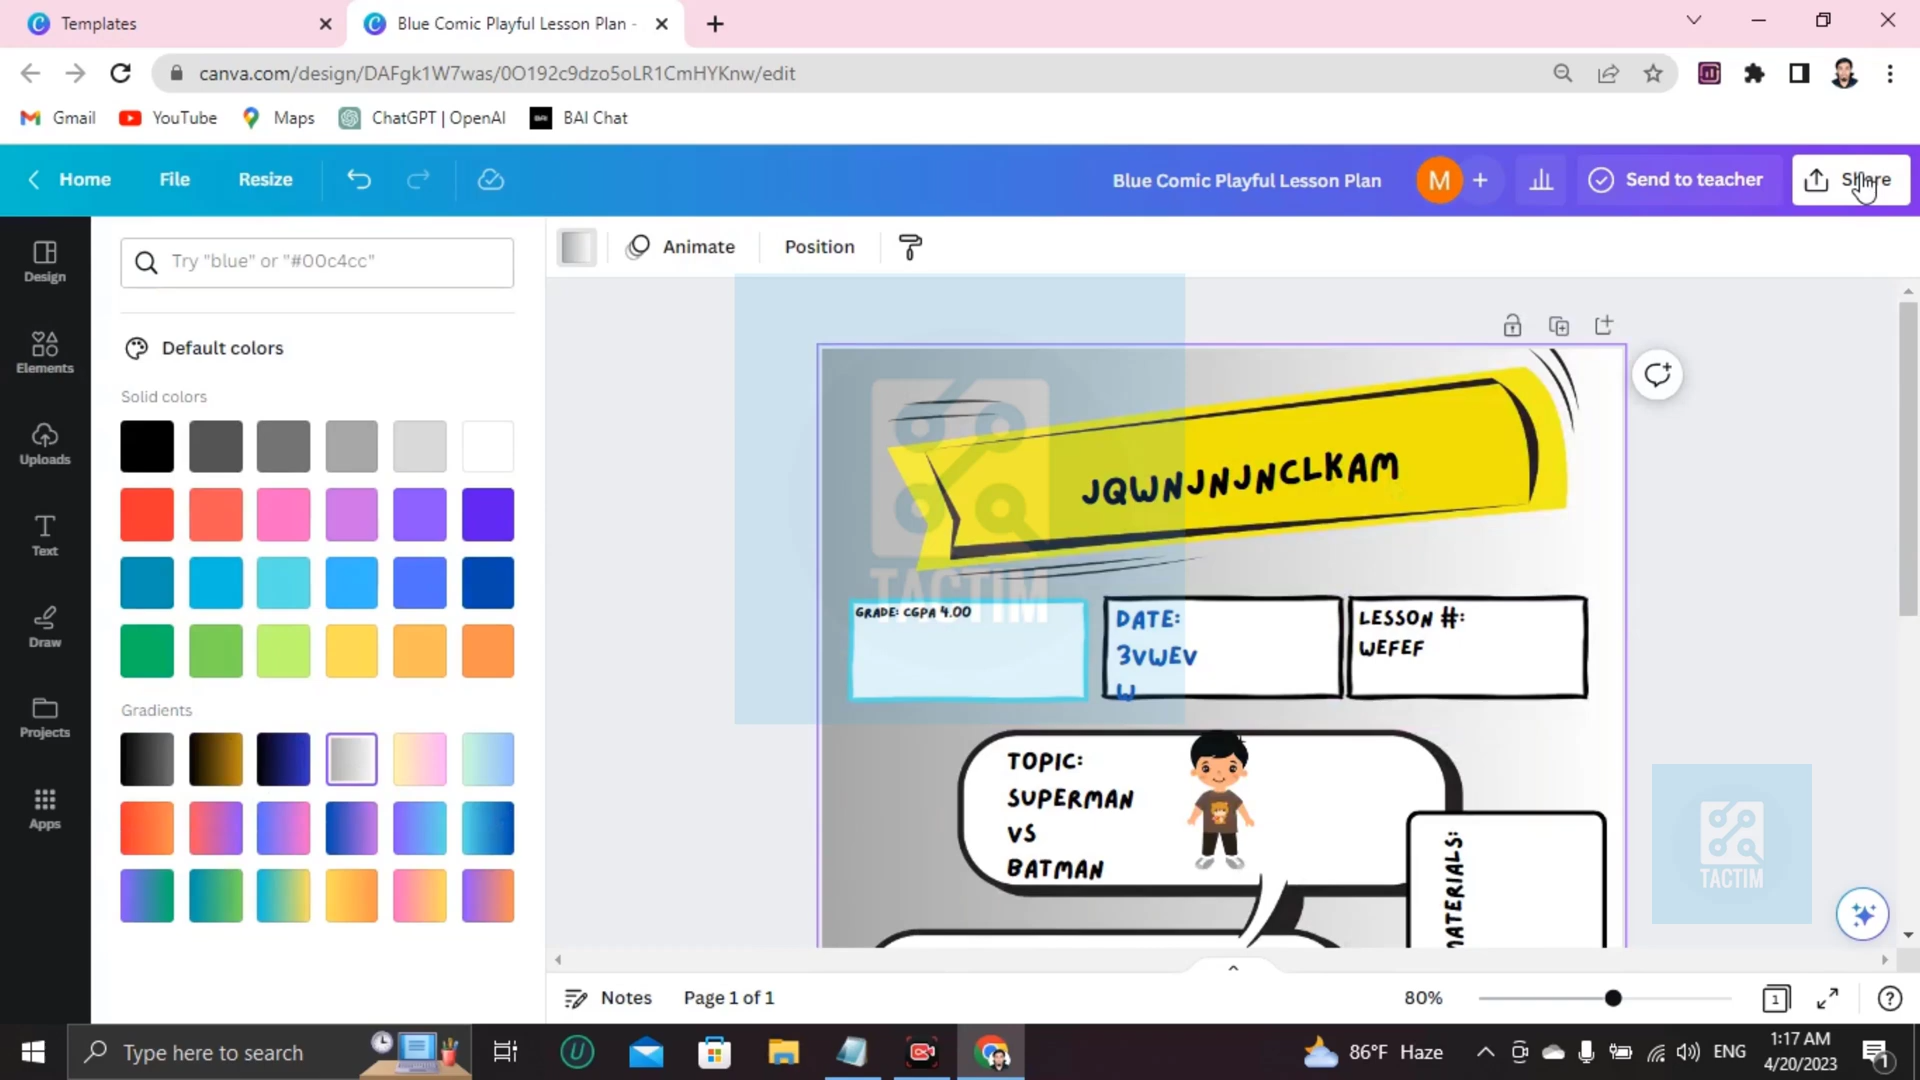 Templates
Blue Comic Playful Lesson Plan -
canva.com/design/DAFgk1W7was/0O192c9dzo5oLR1CmHYKnw/edit
Gmail
YouTube
Maps
ChatGPT | OpenAI
BAI Chat
Home
File
Resize
Blue Comic Playful Lesson Plan
M
Send to teacher
Share
Design
Elements
Uploads
Text
Draw
Projects
Apps
Try "blue" or "#00c4cc"
Default colors
Solid colors
Gradients
Animate
Position
JQWNJNJNCLKAM
TACTIM
GRADE: CGPA 4.00
DATE:
3VWEV
W
LESSON #:
WEFEF
TOPIC:
SUPERMAN
VS
BATMAN
MATERIALS:
TACTIM
Notes
Page 1 of 1
80%
1
Type here to search
86°F Haze
ENG
1:17 AM
4/20/2023
1